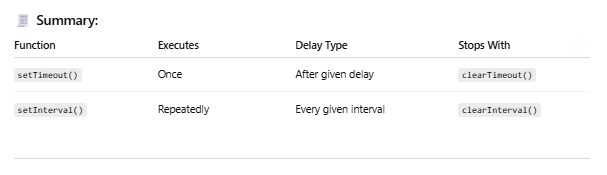 Summary:
Function Executes Delay Type Stops With
setTimeout() Once After given delay clearTimeout()
setInterval() Repeatedly Every given interval clearInterval()